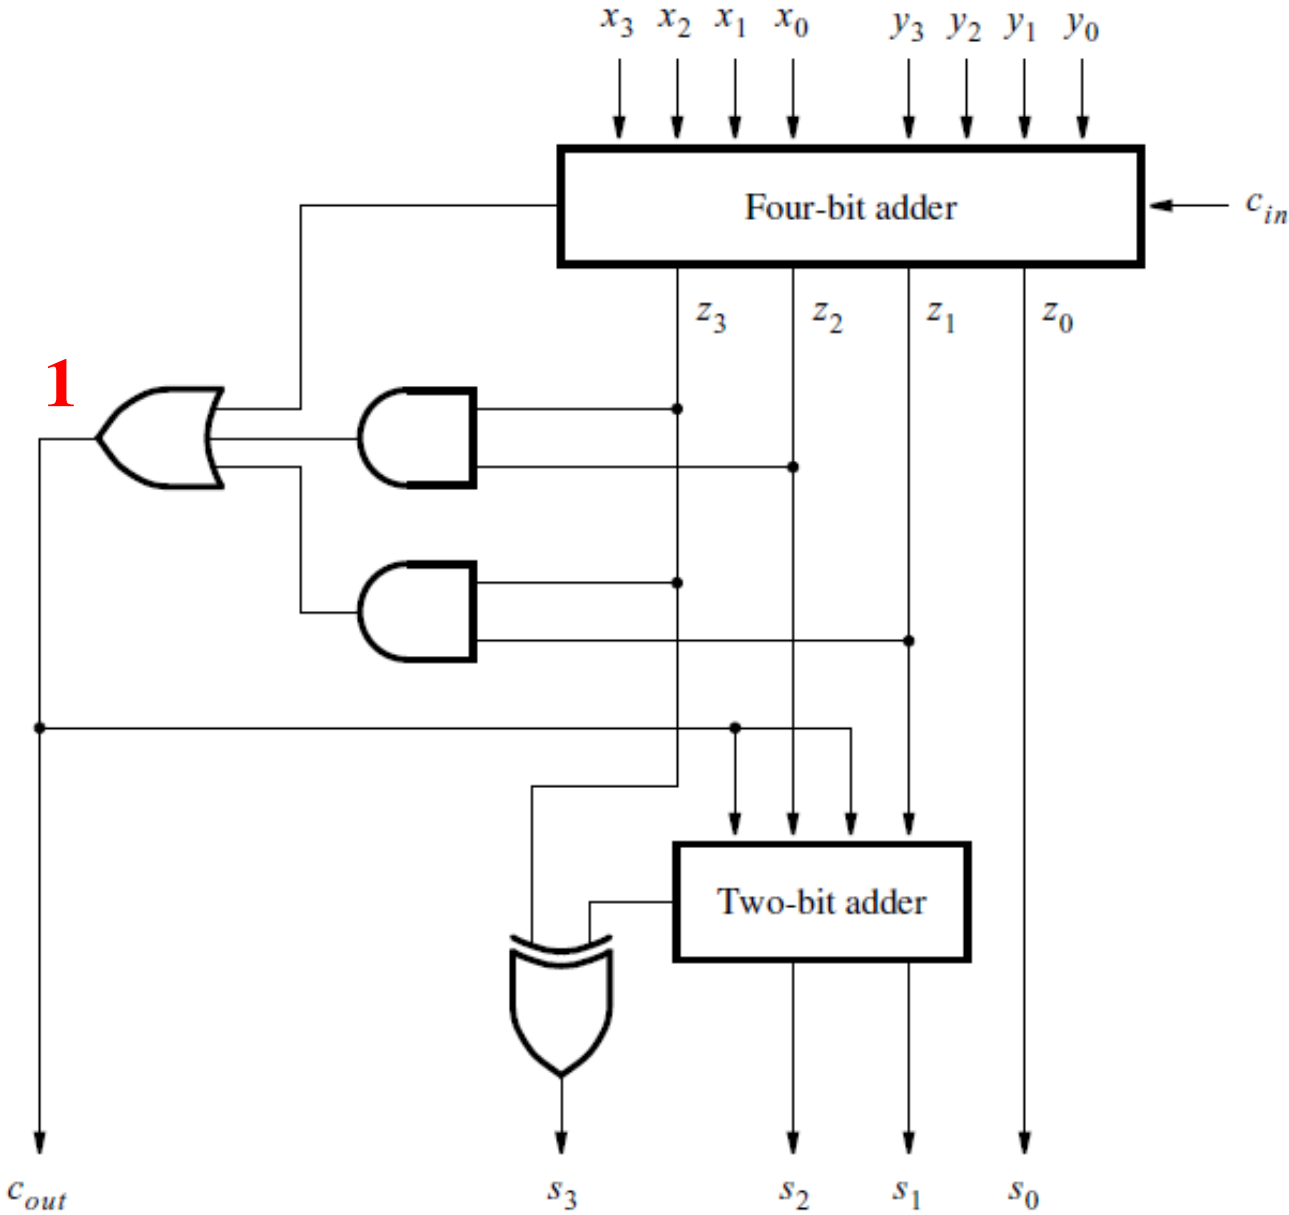 x3 x2 x1 x0 y3 y2 y1 y0
Four-bit adder
cin
z3 z2 z1 z0
1
Two-bit adder
cout s3 s2 s1 s0